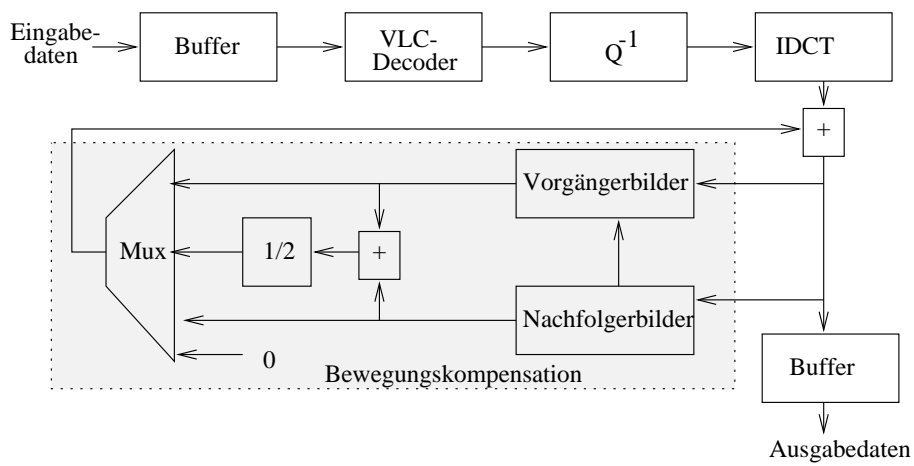 Eingabe-
daten
Buffer
VLC-
Decoder
Q-1
IDCT
+
Vorgängerbilder
Mux
1/2
+
Nachfolgerbilder
0
Bewegungskompensation
Buffer
Ausgabedaten